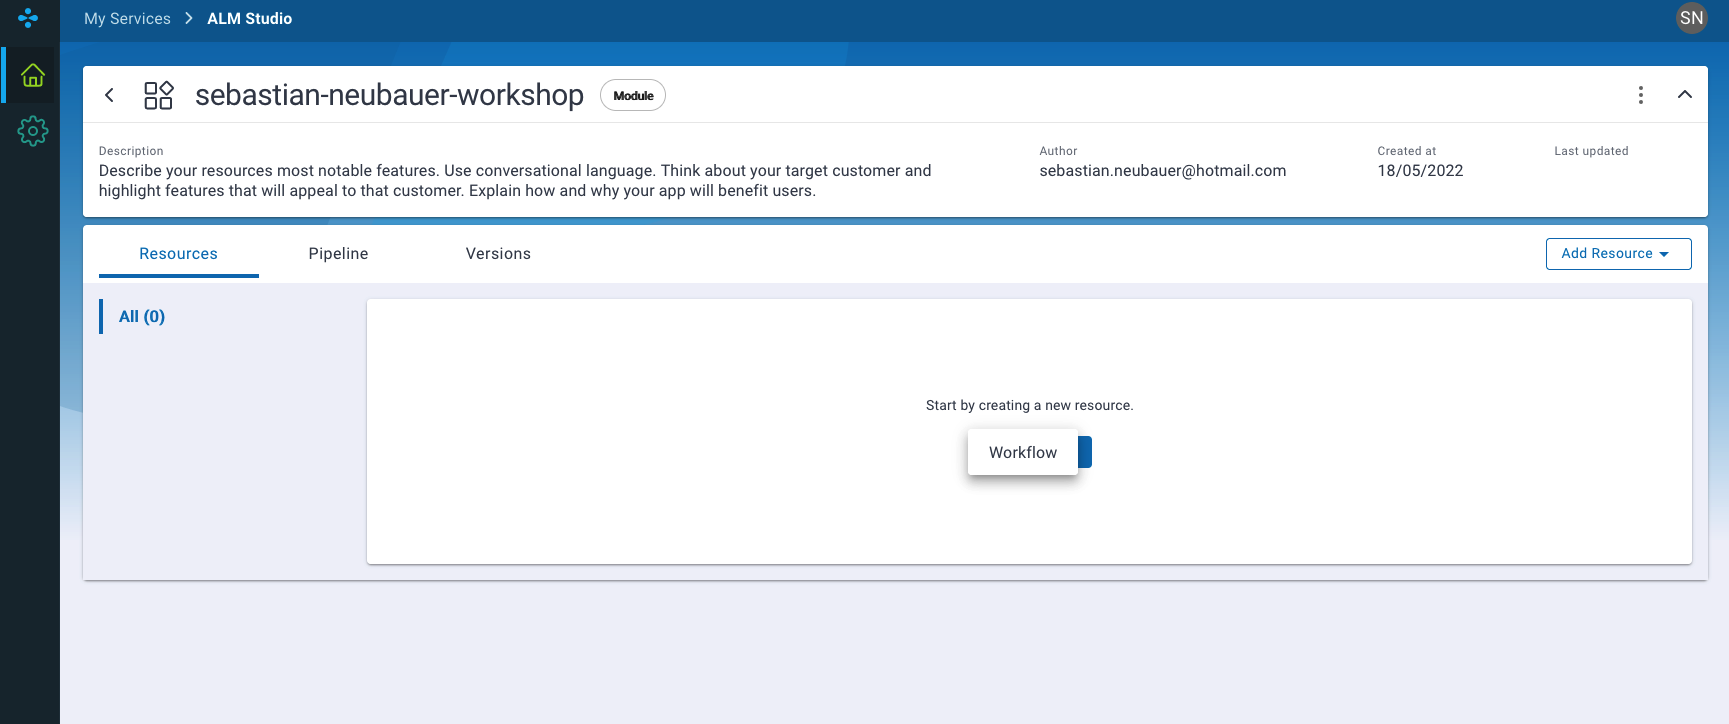 My Services > ALM Studio
SN
sebastian-neubauer-workshop
Module
Description
Describe your resources most notable features. Use conversational language. Think about your target customer and
highlight features that will appeal to that customer. Explain how and why your app will benefit users.
Author
sebastian.neubauer@hotmail.com
Created at
18/05/2022
Last updated
Resources
Pipeline
Versions
Add Resource
All (0)
Start by creating a new resource.
Workflow